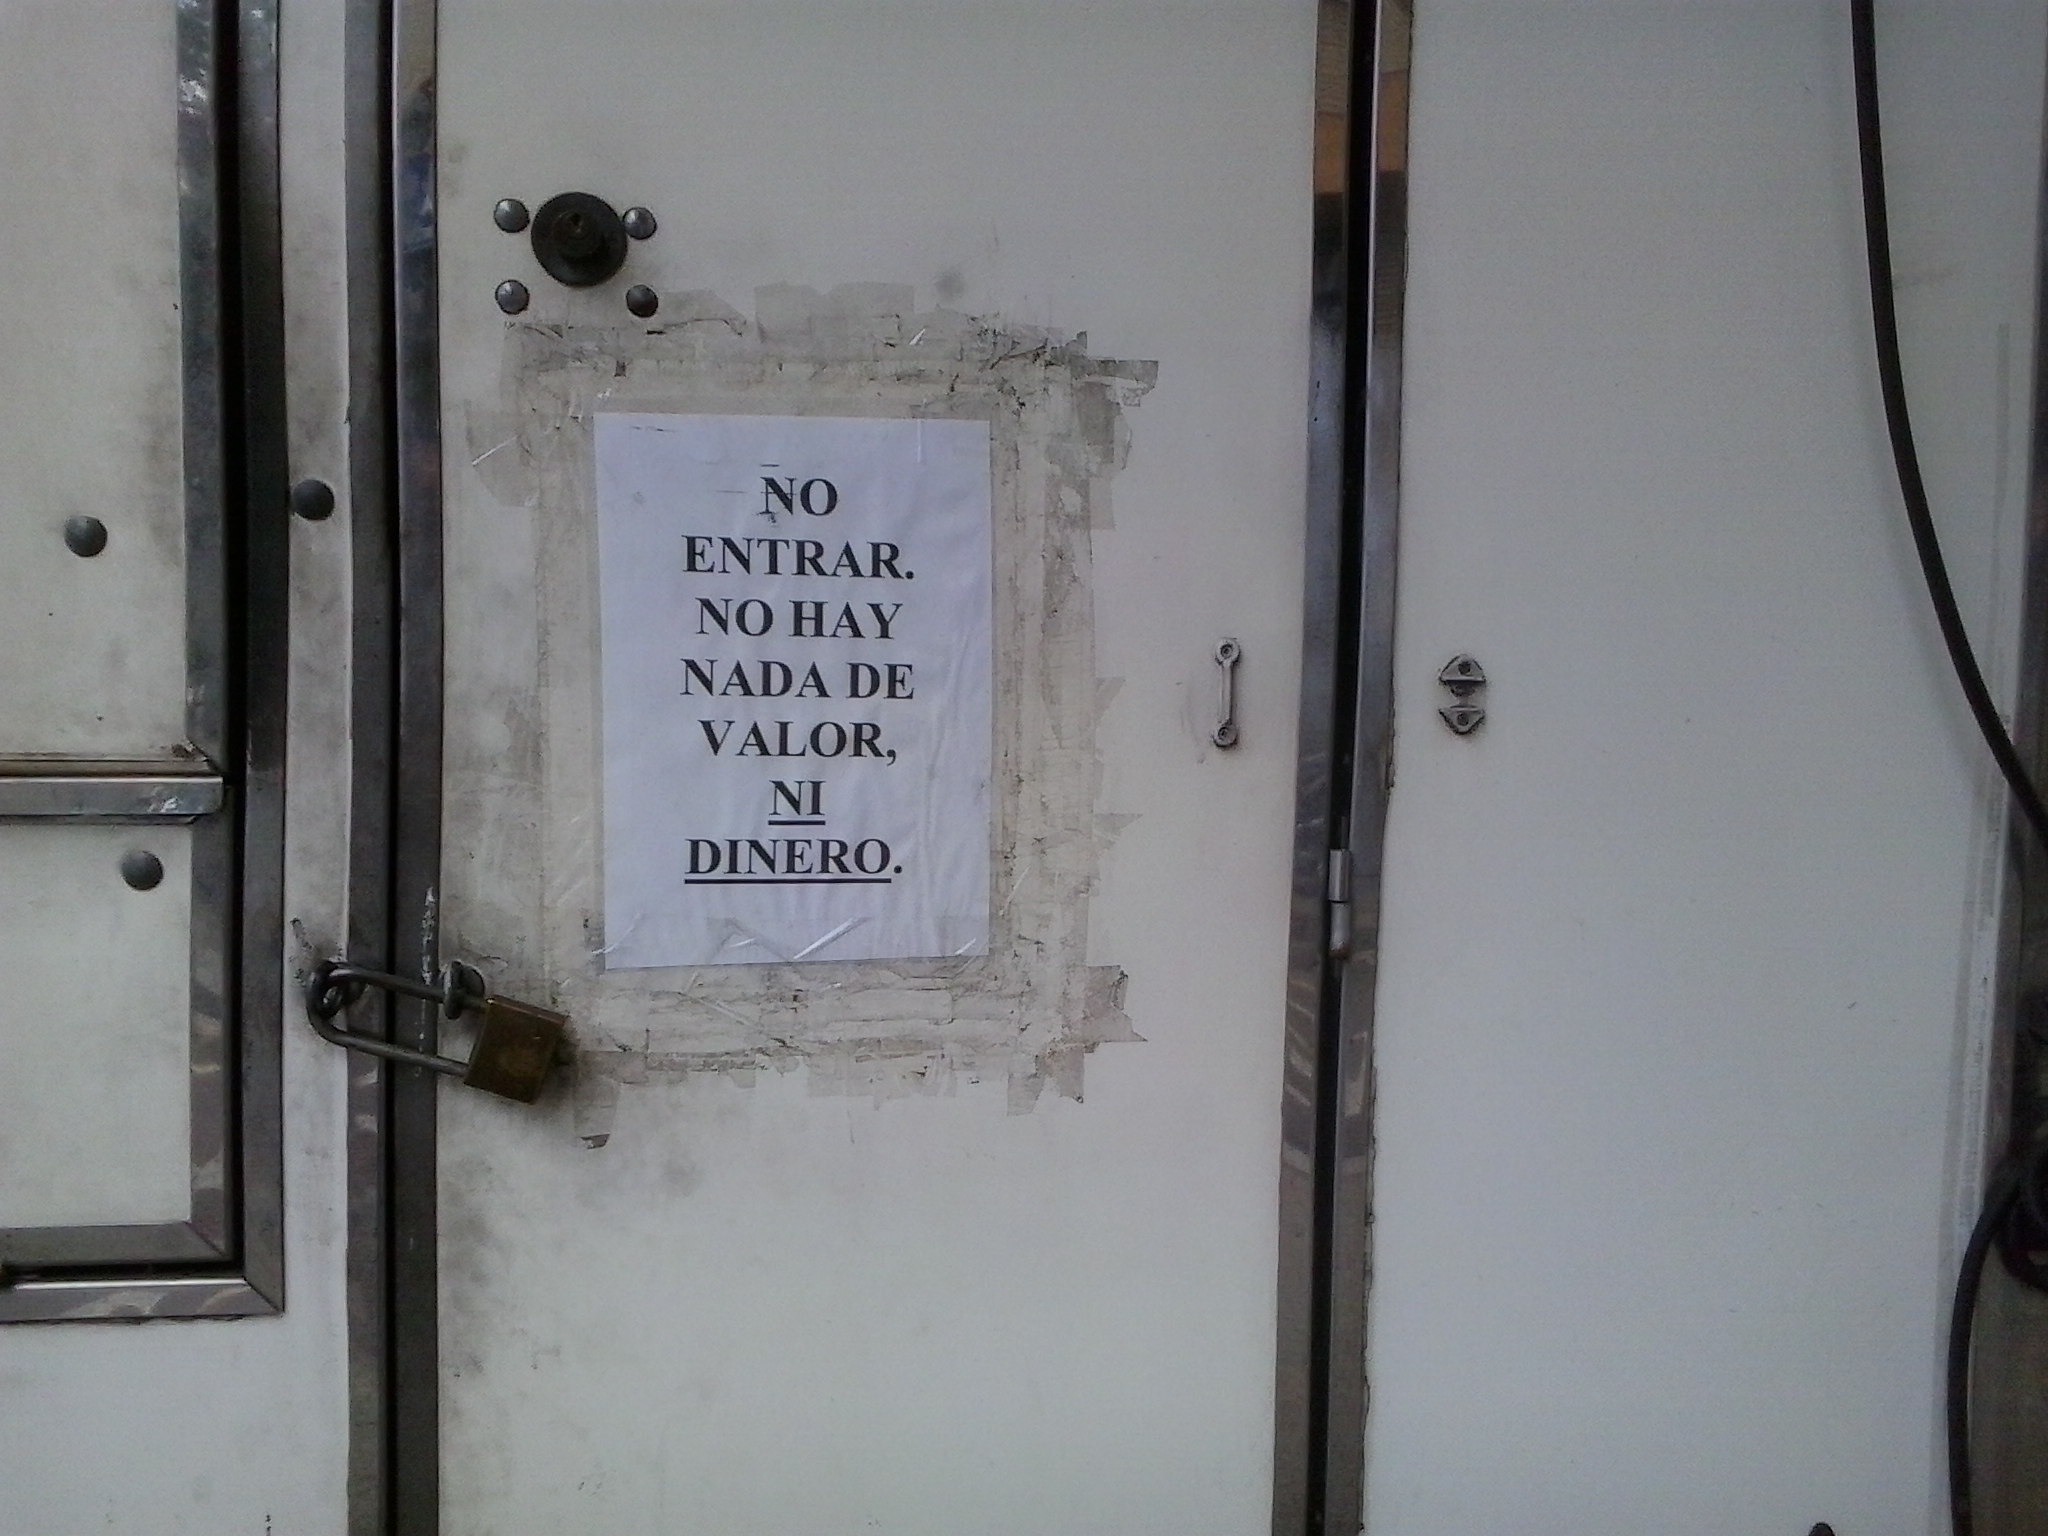 NO
ENTRAR.
NO HAY
NADA DE
VALOR,
NI
DINERO.